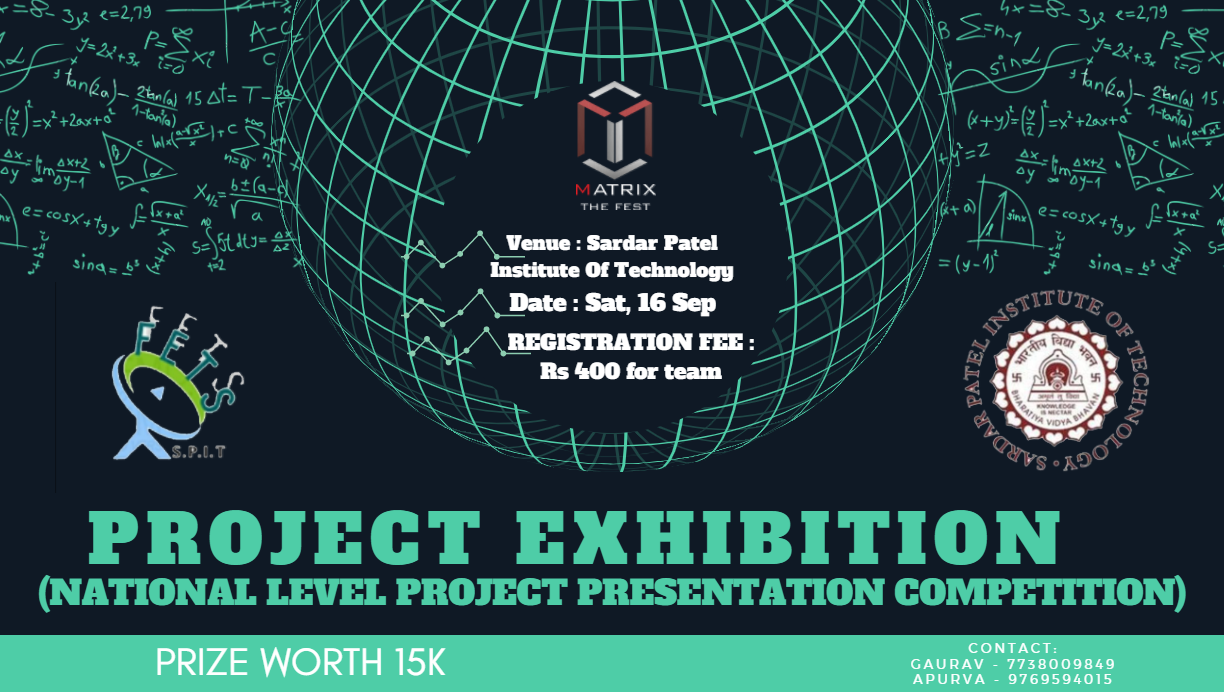 MATRIX
THE FEST
Venue : Sardar Patel
Institute Of Technology
Date : Sat, 16 Sep
REGISTRATION FEE :
Rs 400 for team
FETS
S.P.I.T
SARDAR PATEL INSTITUTE OF TECHNOLOGY
भारतीय विद्या भवन
BHARATIYA VIDYA BHAVAN
KNOWLEDGE
IS NECTAR
PROJECT EXHIBITION
(NATIONAL LEVEL PROJECT PRESENTATION COMPETITION)
PRIZE WORTH 15K
CONTACT:
GAURAV - 7738009849
APURVA - 9769594015